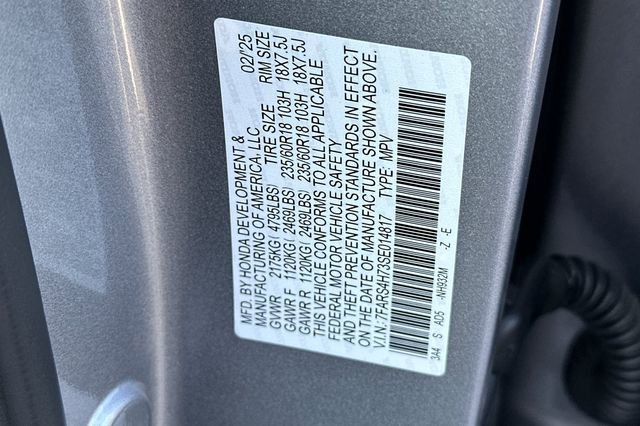 MFD. BY HONDA DEVELOPMENT &
MANUFACTURING OF AMERICA, LLC 02/'25
GVWR 2175KG( 4795LBS) TIRE SIZE RIM SIZE
GAWR F 1120KG( 2469LBS) 235/60R18 103H 18X7.5J
GAWR R 1120KG( 2469LBS) 235/60R18 103H 18X7.5J
THIS VEHICLE CONFORMS TO ALL APPLICABLE
FEDERAL MOTOR VEHICLE SAFETY
AND THEFT PREVENTION STANDARDS IN EFFECT
ON THE DATE OF MANUFACTURE SHOWN ABOVE.
V.I.N: 7FARS4H73SE014817 TYPE: MPV
3A4 S AD5 -NH932M -Z -E